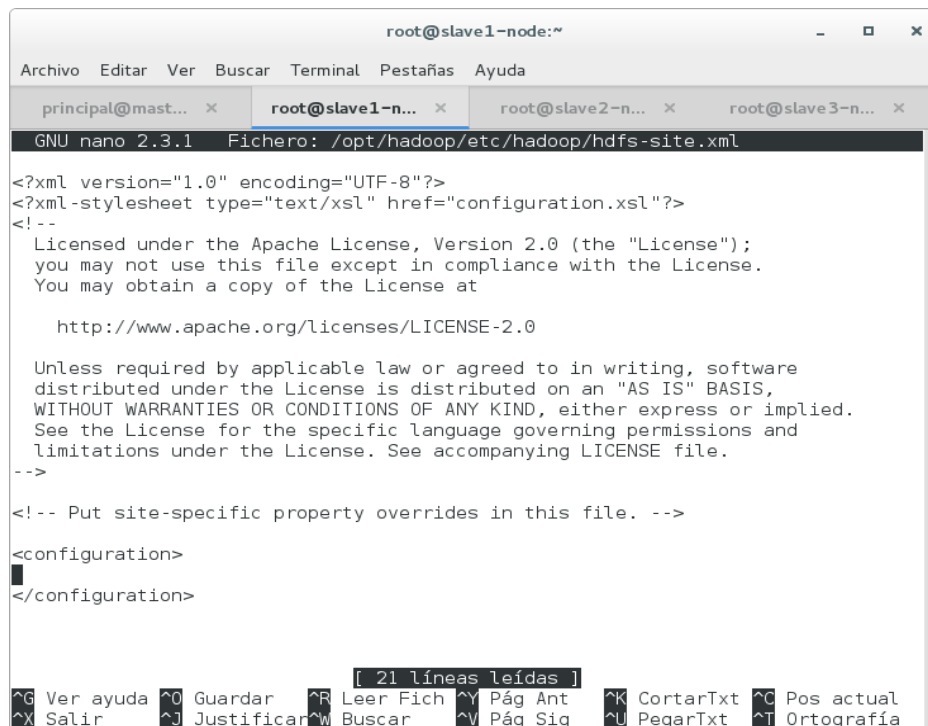 root@slave1-node:~
Archivo Editar Ver Buscar Terminal Pestañas Ayuda
principal@mast... × root@slave1-n... × root@slave2-n... × root@slave3-n... ×
GNU nano 2.3.1 Fichero: /opt/hadoop/etc/hadoop/hdfs-site.xml
<?xml version="1.0" encoding="UTF-8"?>
<?xml-stylesheet type="text/xsl" href="configuration.xsl"?>
<!--
Licensed under the Apache License, Version 2.0 (the "License");
you may not use this file except in compliance with the License.
You may obtain a copy of the License at
http://www.apache.org/licenses/LICENSE-2.0
Unless required by applicable law or agreed to in writing, software
distributed under the License is distributed on an "AS IS" BASIS,
WITHOUT WARRANTIES OR CONDITIONS OF ANY KIND, either express or implied.
See the License for the specific language governing permissions and
limitations under the License. See accompanying LICENSE file.
-->
<!-- Put site-specific property overrides in this file. -->
<configuration>
</configuration>
[ 21 líneas leídas ]
^G Ver ayuda ^O Guardar ^R Leer Fich ^Y Pág Ant ^K CortarTxt ^C Pos actual
^X Salir ^J Justificar ^W Buscar ^V Pág Sig ^U PegarTxt ^T Ortografía